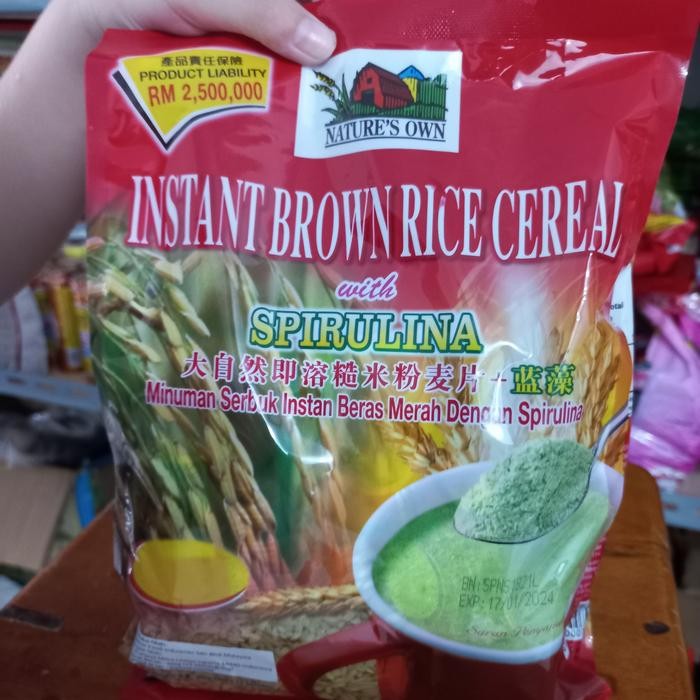 產品責任保險
PRODUCT LIABILITY
RM 2,500,000
NATURE'S OWN
INSTANT BROWN RICE CEREAL
with
SPIRULINA
大自然即溶糙米粉麦片+蓝藻
Minuman Serbuk Instan Beras Merah Dengan Spirulina
EXP: 17/01/2024
Saran Penyajian